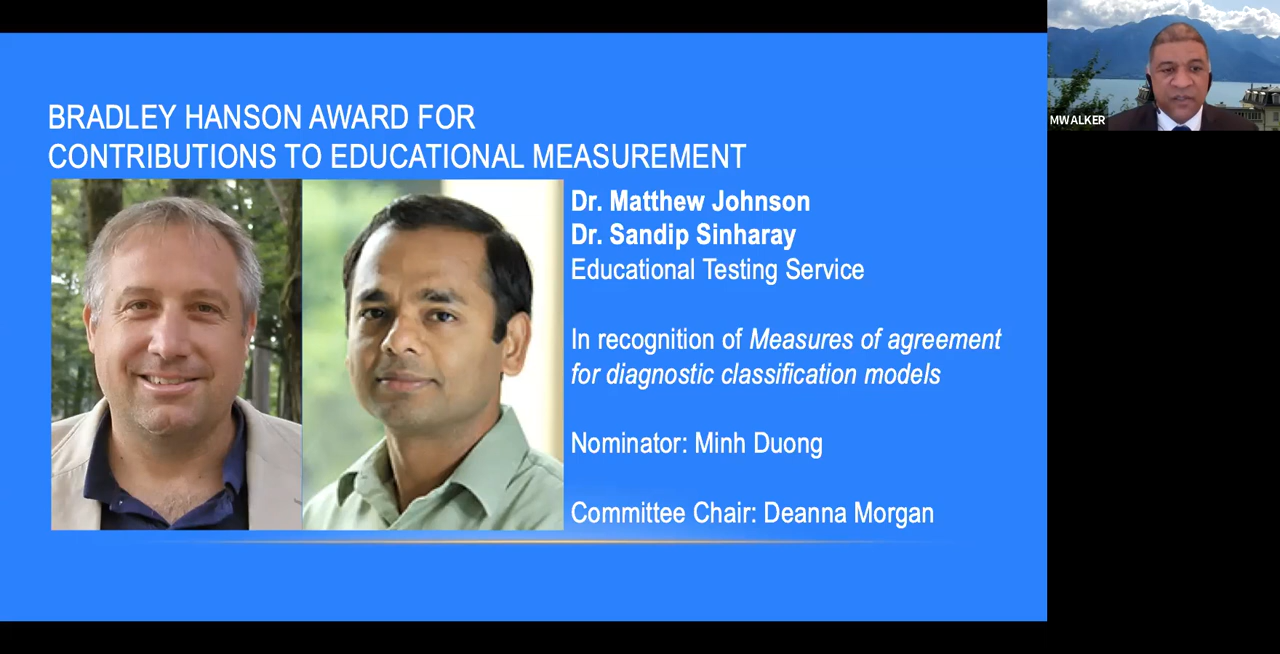 BRADLEY HANSON AWARD FOR
CONTRIBUTIONS TO EDUCATIONAL MEASUREMENT
Dr. Matthew Johnson
Dr. Sandip Sinharay
Educational Testing Service
In recognition of Measures of agreement
for diagnostic classification models
Nominator: Minh Duong
Committee Chair: Deanna Morgan
MWALKER